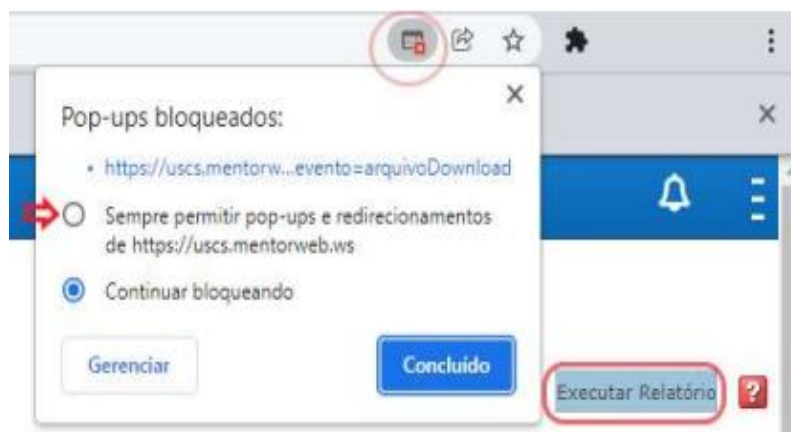 Pop-ups bloqueados:
• https://uscs.mentorw...evento=arquivoDownload
Sempre permitir pop-ups e redirecionamentos
de https://uscs.mentorweb.ws
Continuar bloqueando
Gerenciar
Concluído
Executar Relatório
?